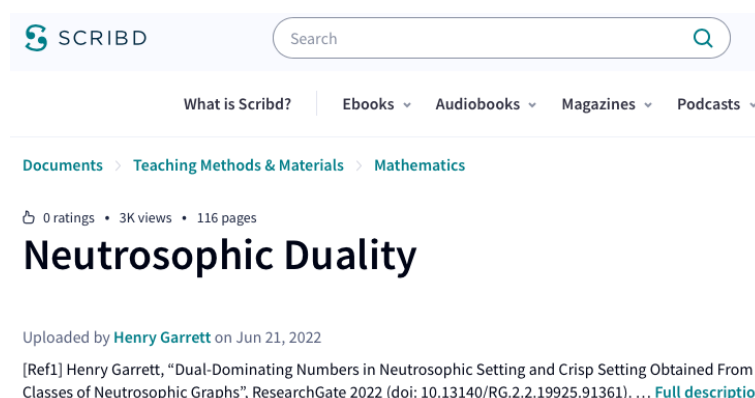 SCRIBD
Search
What is Scribd? Ebooks Audiobooks Magazines Podcasts
Documents > Teaching Methods & Materials > Mathematics
0 ratings • 3K views • 116 pages
Neutrosophic Duality
Uploaded by Henry Garrett on Jun 21, 2022
[Ref1] Henry Garrett, “Dual-Dominating Numbers in Neutrosophic Setting and Crisp Setting Obtained From
Classes of Neutrosophic Graphs”, ResearchGate 2022 (doi: 10.13140/RG.2.2.19925.91361). … Full descriptio